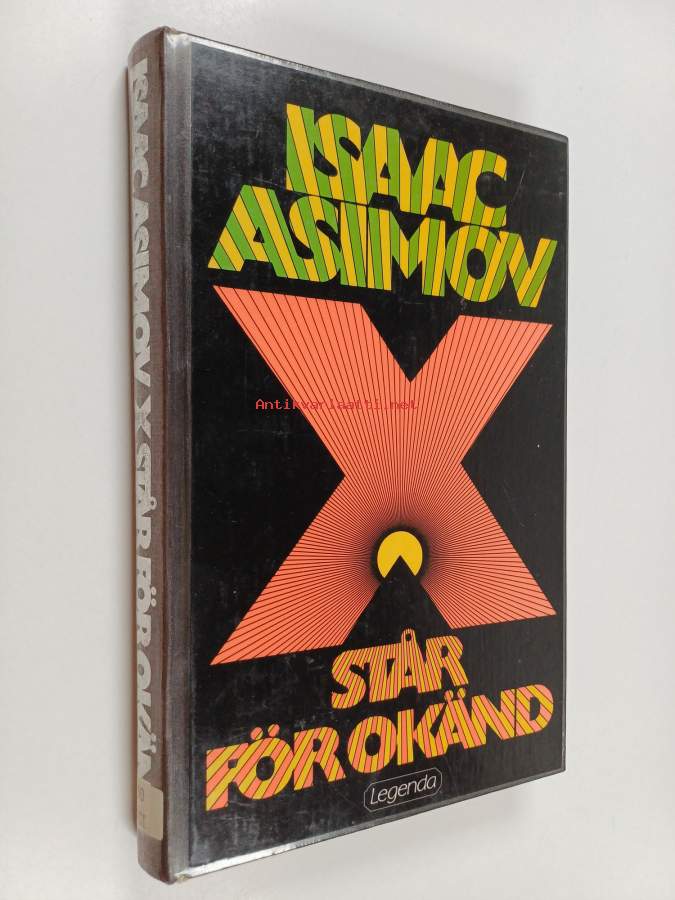 ISAAC
ASIMOV
X
STÅR
FÖR OKÄND
Legenda
ISAAC ASIMOV X STÅR FÖR OKÄN
Antikvariaatti.net